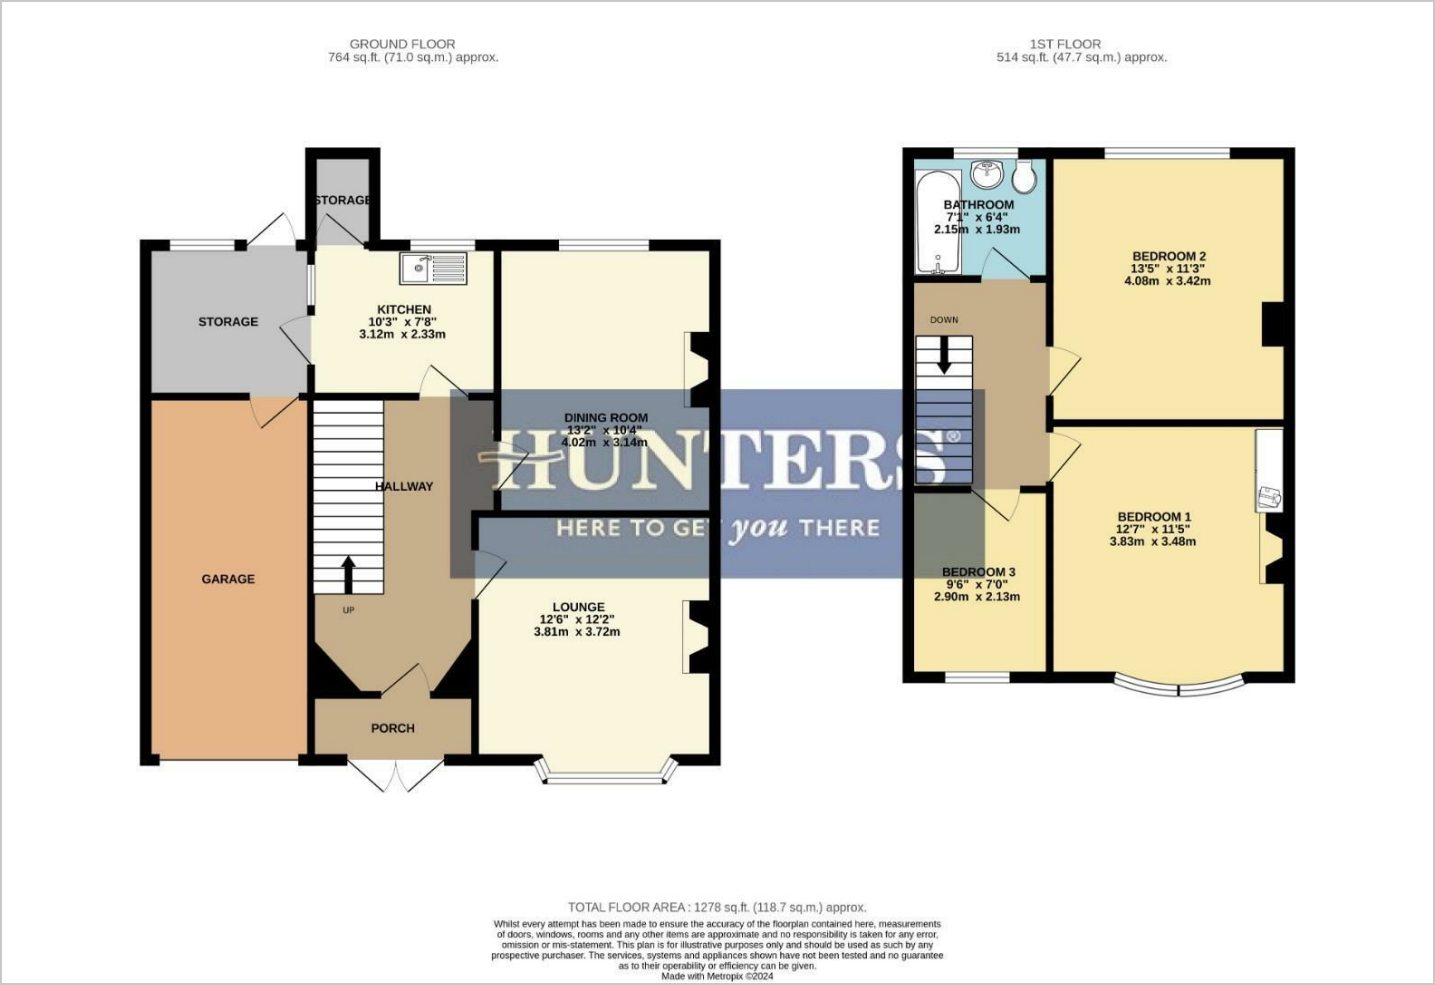 GROUND FLOOR
764 sq.ft. (71.0 sq.m.) approx.
1ST FLOOR
514 sq.ft. (47.7 sq.m.) approx.
STORAGE
STORAGE
KITCHEN
10'3" x 7'8"
3.12m x 2.33m
DINING ROOM
13'2" x 10'4"
4.02m x 3.14m
HALLWAY
UP
GARAGE
LOUNGE
12'6" x 12'2"
3.81m x 3.72m
PORCH
BATHROOM
7'1" x 6'4"
2.15m x 1.93m
BEDROOM 2
13'5" x 11'3"
4.08m x 3.42m
DOWN
BEDROOM 1
12'7" x 11'5"
3.83m x 3.48m
BEDROOM 3
9'6" x 7'0"
2.90m x 2.13m
HUNTERS®
HERE TO GET you THERE
TOTAL FLOOR AREA : 1278 sq.ft. (118.7 sq.m.) approx.
Whilst every attempt has been made to ensure the accuracy of the floorplan contained here, measurements
of doors, windows, rooms and any other items are approximate and no responsibility is taken for any error,
omission or mis-statement. This plan is for illustrative purposes only and should be used as such by any
prospective purchaser. The services, systems and appliances shown have not been tested and no guarantee
as to their operability or efficiency can be given.
Made with Metropix ©2024